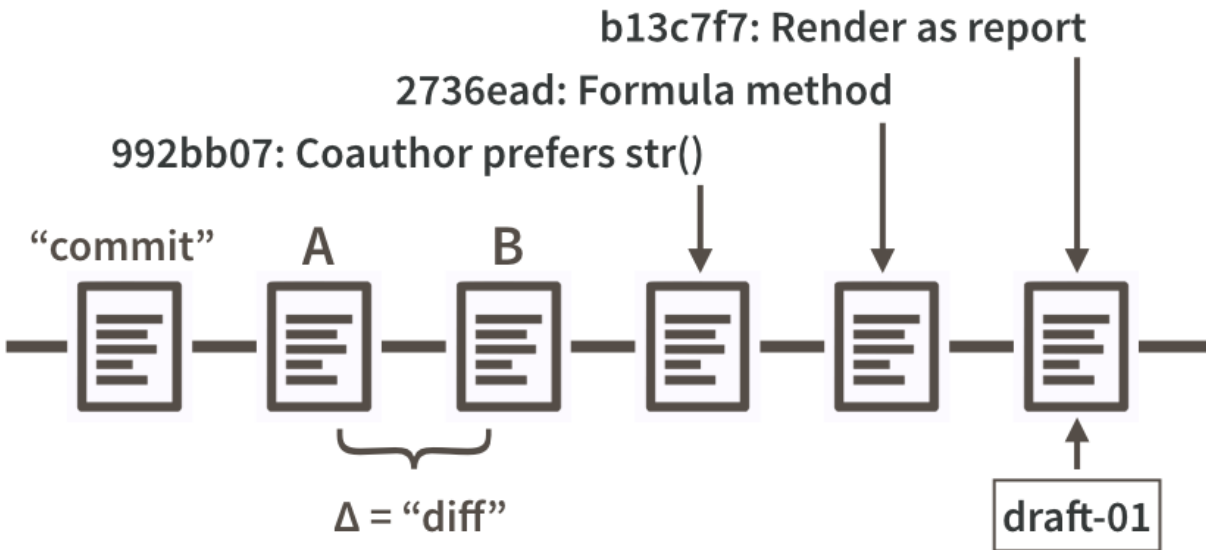 b13c7f7: Render as report
2736ead: Formula method
992bb07: Coauthor prefers str()
“commit”
A
B
Δ = “diff”
draft-01